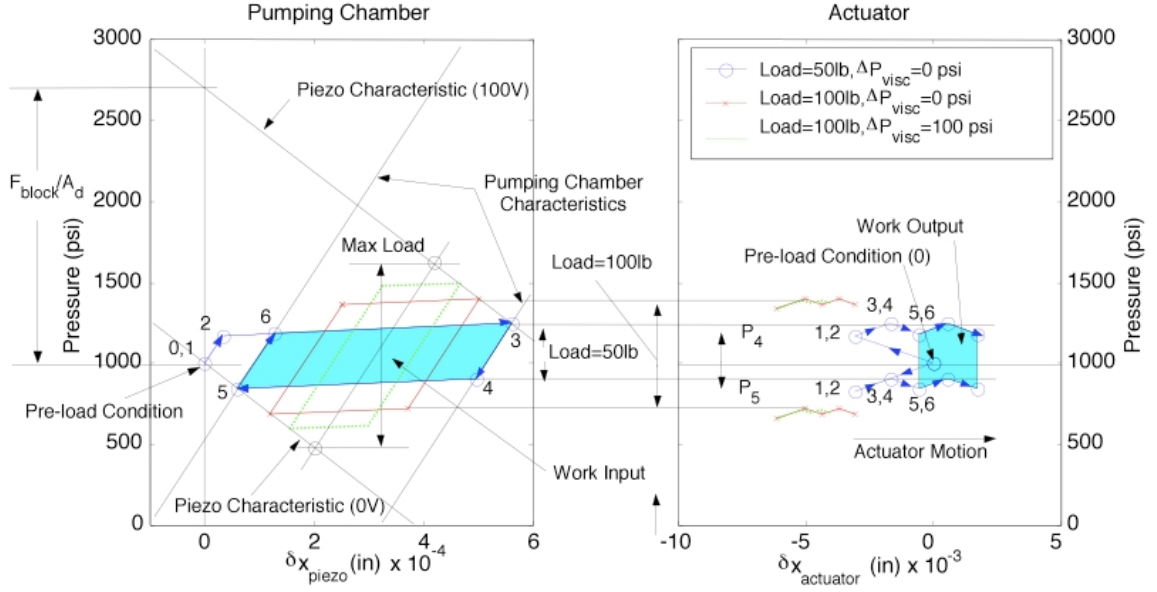 Pumping Chamber
Actuator
3000
2500
2000
1500
1000
500
0
Pressure (psi)
F_block/A_d
Piezo Characteristic (100V)
Pumping Chamber
Characteristics
Max Load
0,1
2
6
3
4
5
Pre-load Condition
Piezo Characteristic (0V)
Work Input
Load=100lb
Load=50lb
0
2
4
6
δx_piezo (in) x 10^-4
Load=50lb, ΔP_visc=0 psi
Load=100lb, ΔP_visc=0 psi
Load=100lb, ΔP_visc=100 psi
Work Output
Pre-load Condition (0)
3,4
5,6
1,2
P_4
P_5
1,2
3,4
5,6
Actuator Motion
3000
2500
2000
1500
1000
500
0
Pressure (psi)
-10
-5
0
5
δx_actuator (in) x 10^-3